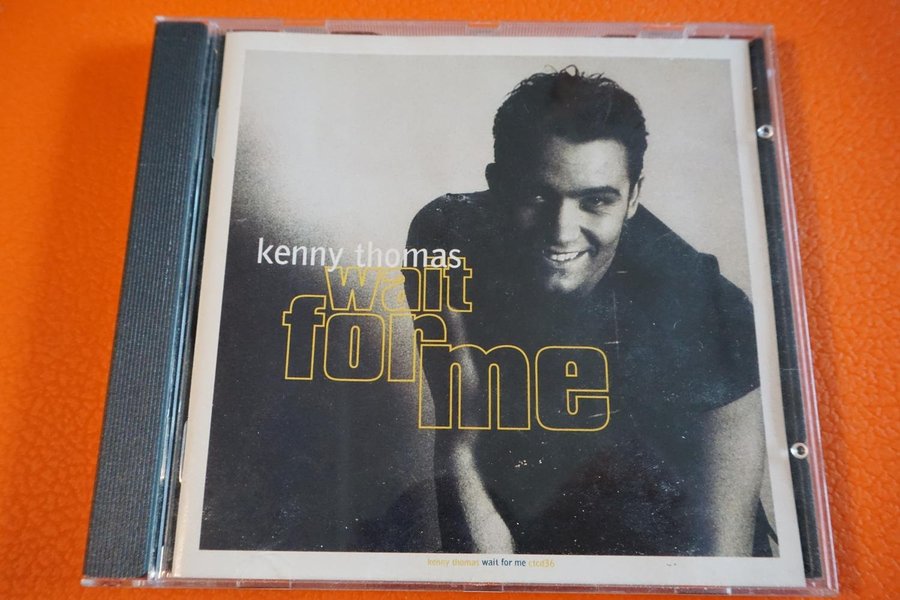 kenny thomas
wait
for
me
kenny thomas wait for me ctcd36